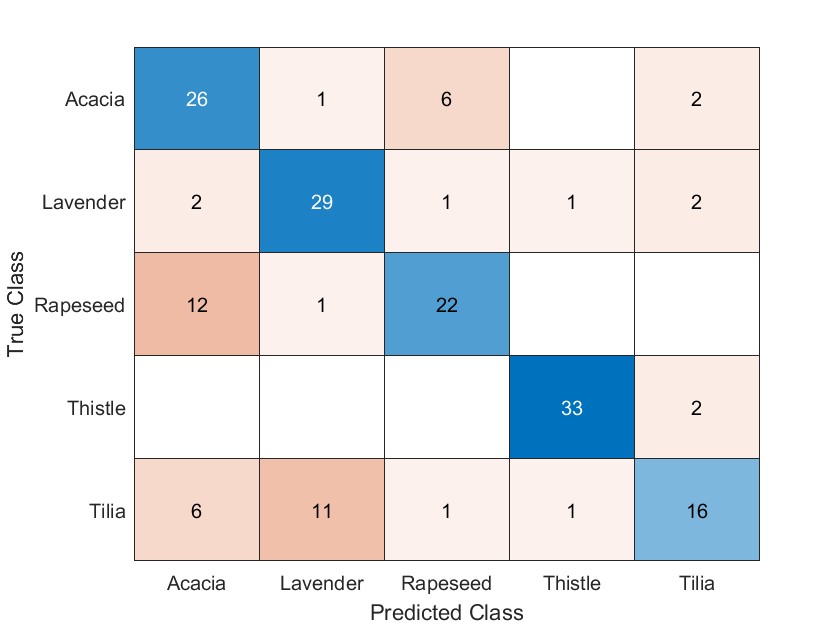 Acacia 26 1 6 2
Lavender 2 29 1 1 2
Rapeseed 12 1 22
Thistle 33 2
Tilia 6 11 1 1 16
Acacia Lavender Rapeseed Thistle Tilia
Predicted Class
True Class